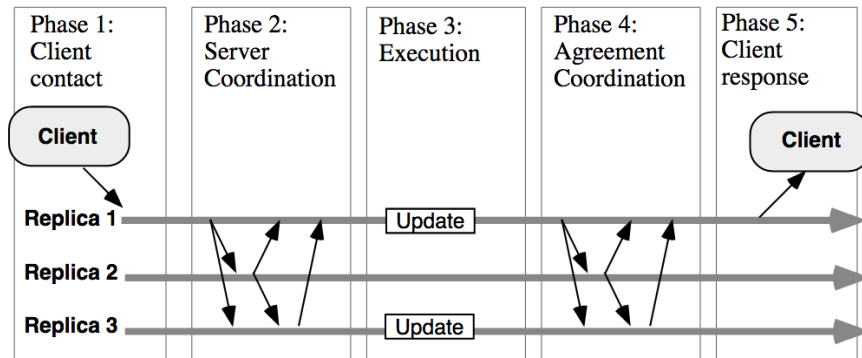 Phase 1:
Client
contact
Phase 2:
Server
Coordination
Phase 3:
Execution
Phase 4:
Agreement
Coordination
Phase 5:
Client
response
Client
Client
Replica 1
Update
Replica 2
Replica 3
Update